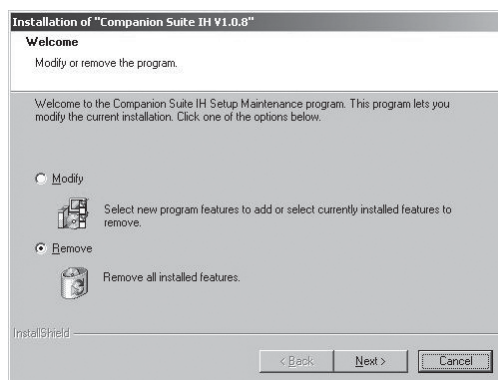 Installation of "Companion Suite IH V1.0.8"
Welcome
Modify or remove the program.
Welcome to the Companion Suite IH Setup Maintenance program. This program lets you
modify the current installation. Click one of the options below.
Modify
Select new program features to add or select currently installed features to
remove.
Remove
Remove all installed features.
InstallShield
< Back
Next >
Cancel